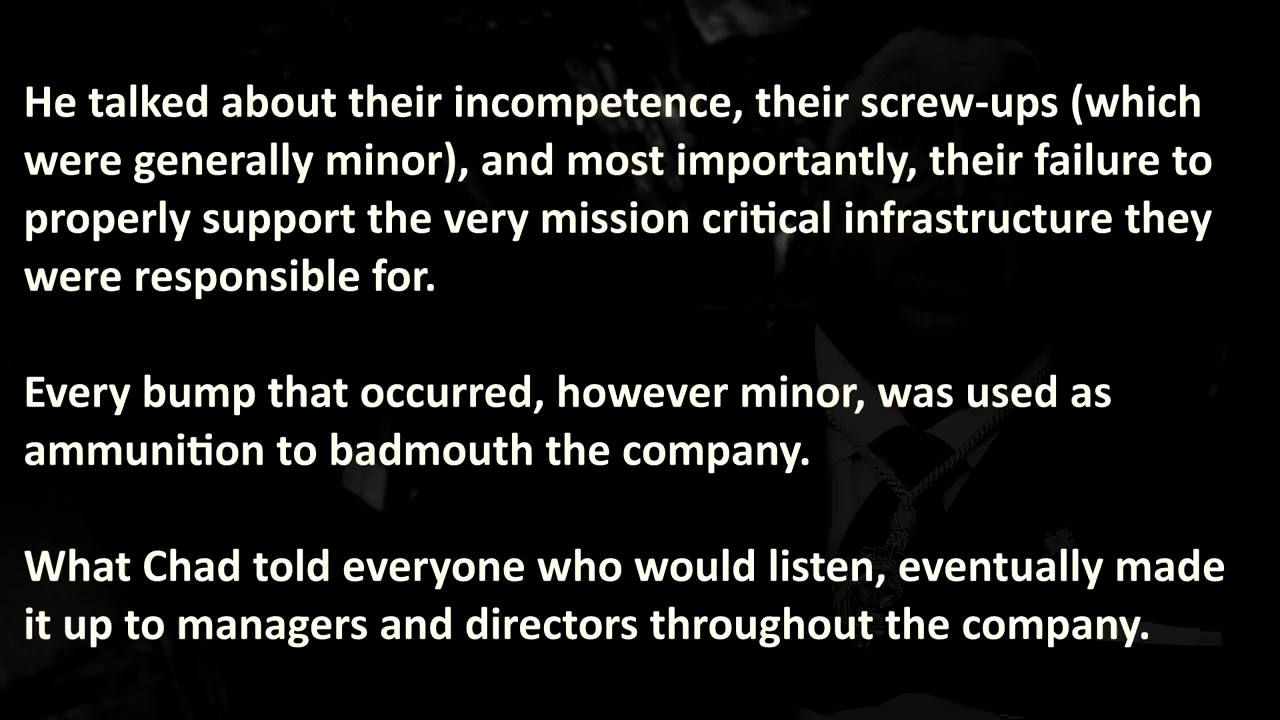 He talked about their incompetence, their screw-ups (which
were generally minor), and most importantly, their failure to
properly support the very mission critical infrastructure they
were responsible for.
Every bump that occurred, however minor, was used as
ammunition to badmouth the company.
What Chad told everyone who would listen, eventually made
it up to managers and directors throughout the company.